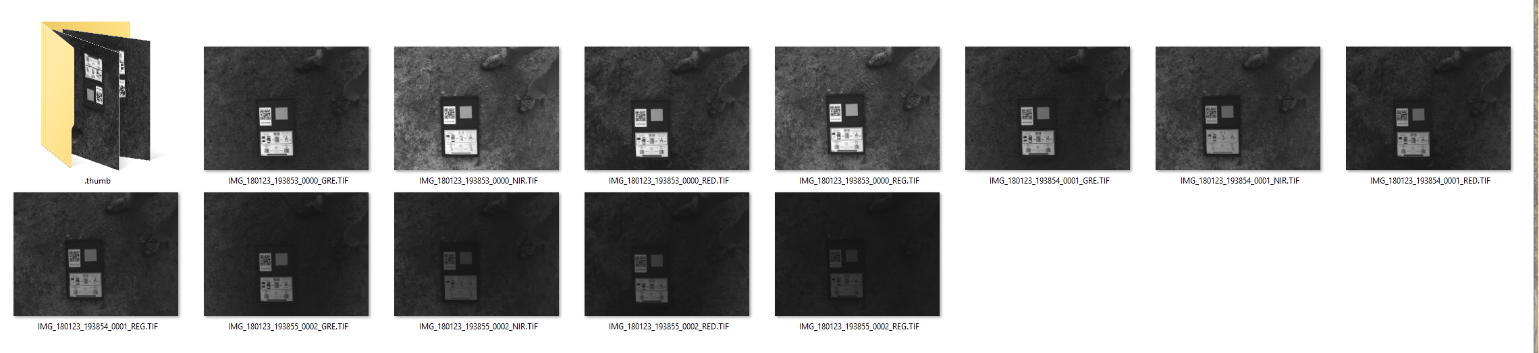 .thumb
IMG_180123_193853_0000_GRE.TIF
IMG_180123_193853_0000_NIR.TIF
IMG_180123_193853_0000_RED.TIF
IMG_180123_193853_0000_REG.TIF
IMG_180123_193854_0001_GRE.TIF
IMG_180123_193854_0001_NIR.TIF
IMG_180123_193854_0001_RED.TIF
IMG_180123_193854_0001_REG.TIF
IMG_180123_193855_0002_GRE.TIF
IMG_180123_193855_0002_NIR.TIF
IMG_180123_193855_0002_RED.TIF
IMG_180123_193855_0002_REG.TIF